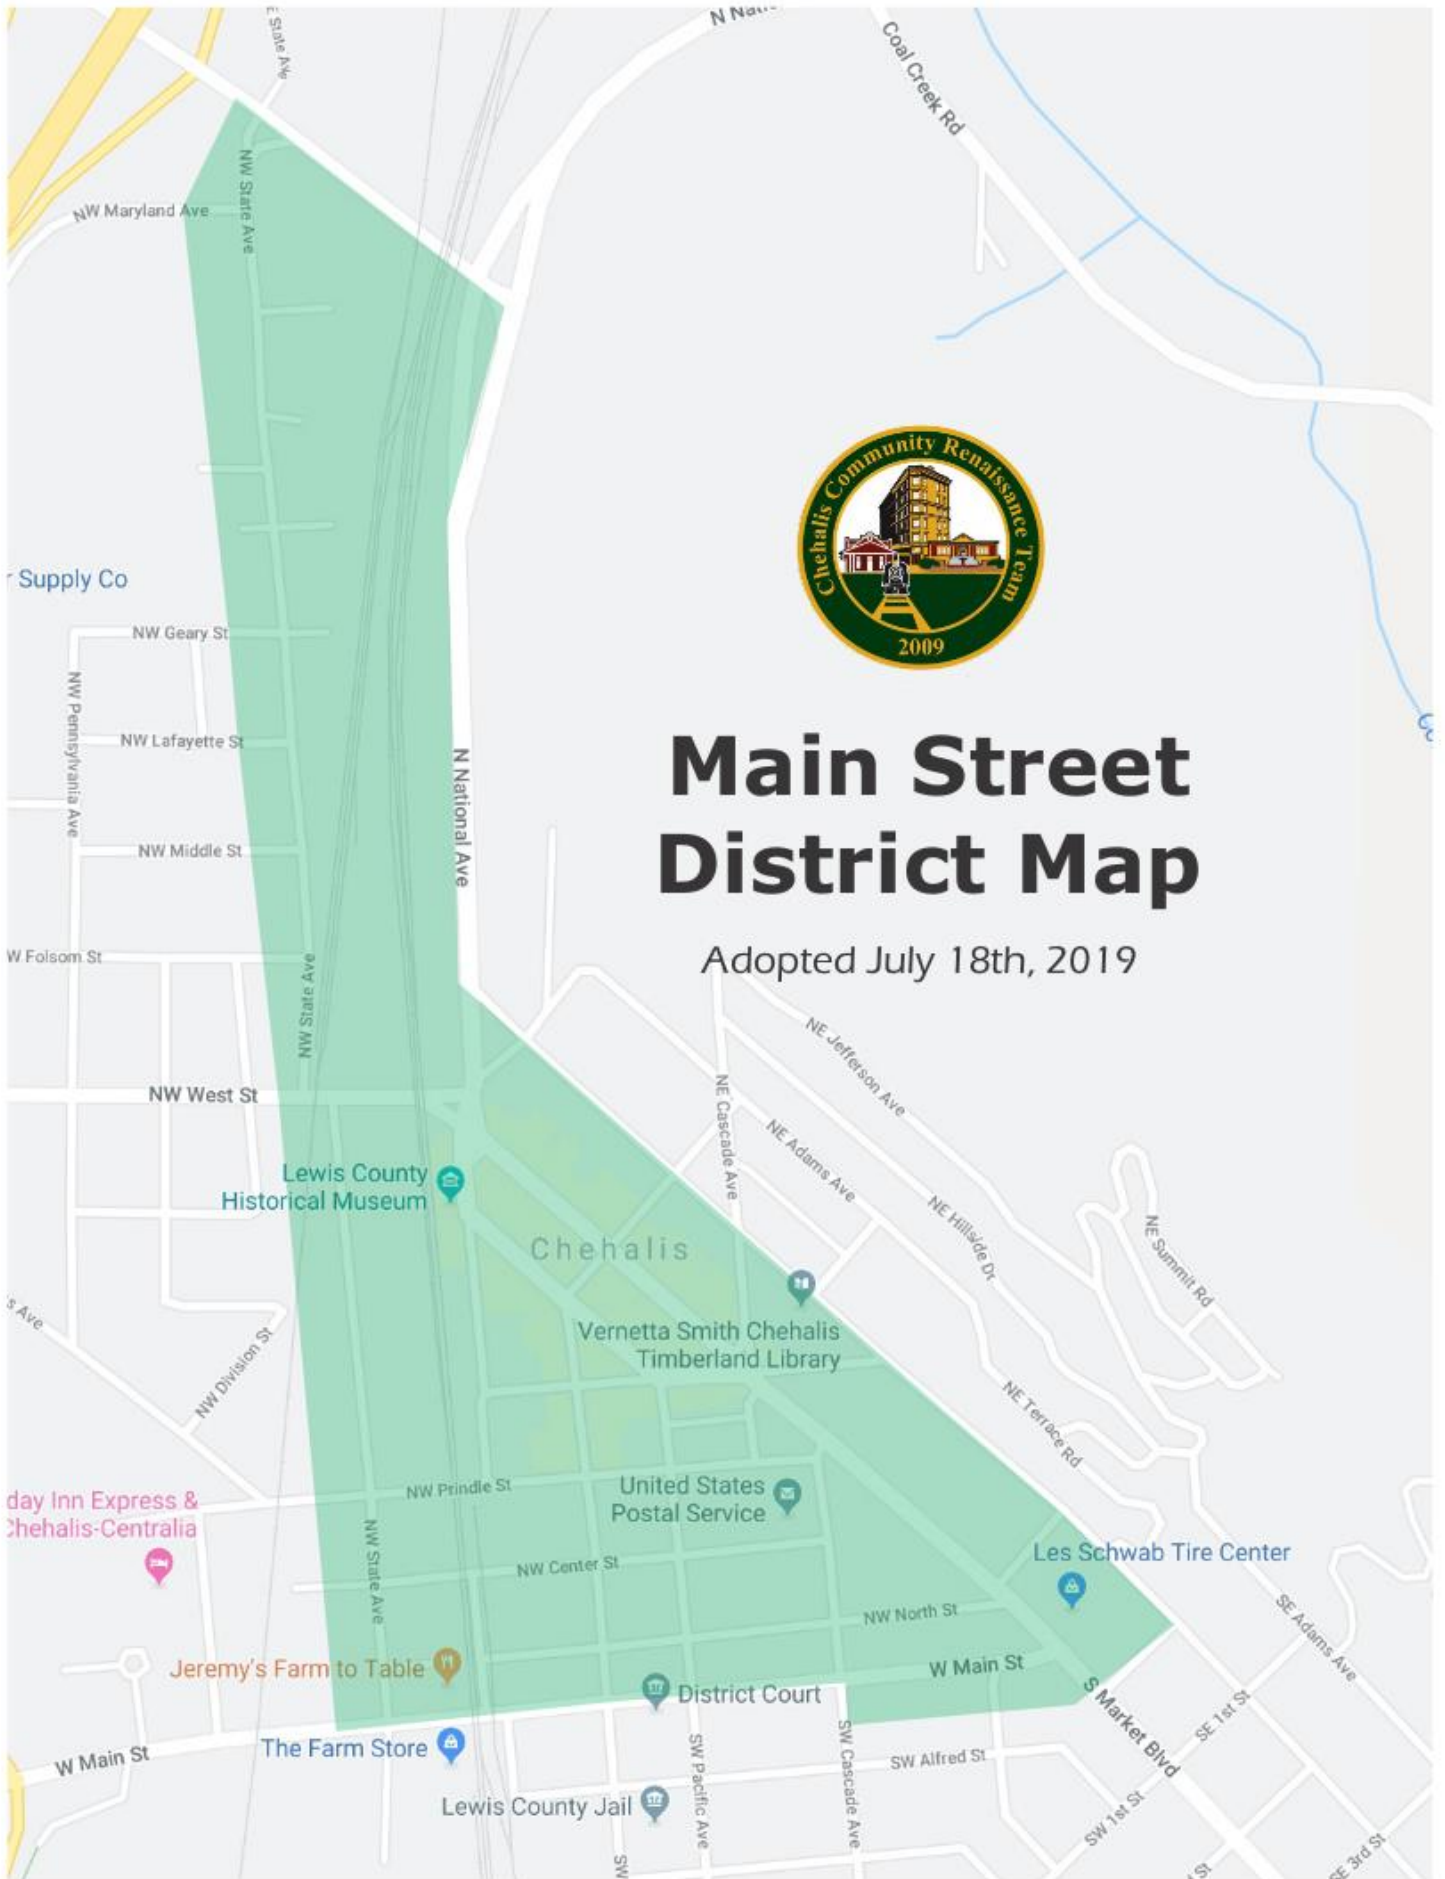 E State Ave
N Nati
Coal Creek Rd
NW State Ave
NW Maryland Ave
Chehalis Community Renaissance Team
2009
r Supply Co
NW Geary St
NW Pennsylvania Ave
NW Lafayette St
N National Ave
Main Street
District Map
NW Middle St
Adopted July 18th, 2019
W Folsom St
NW State Ave
NE Jefferson Ave
NW West St
NE Cascade Ave
NE Adams Ave
Lewis County
Historical Museum
NE Hillside Dr
NE Summit Rd
Chehalis
s Ave
Vernetta Smith Chehalis
Timberland Library
NW Division St
NE Terrace Rd
NW Prindle St
United States
Postal Service
day Inn Express &
Chehalis-Centralia
NW State Ave
NW Center St
Les Schwab Tire Center
NW North St
SE Adams Ave
Jeremy's Farm to Table
W Main St
District Court
S Market Blvd
SE 1st St
W Main St
The Farm Store
SW Pacific Ave
SW Cascade Ave
SW Alfred St
Lewis County Jail
SW 1st St
SW
St
SE 3rd St